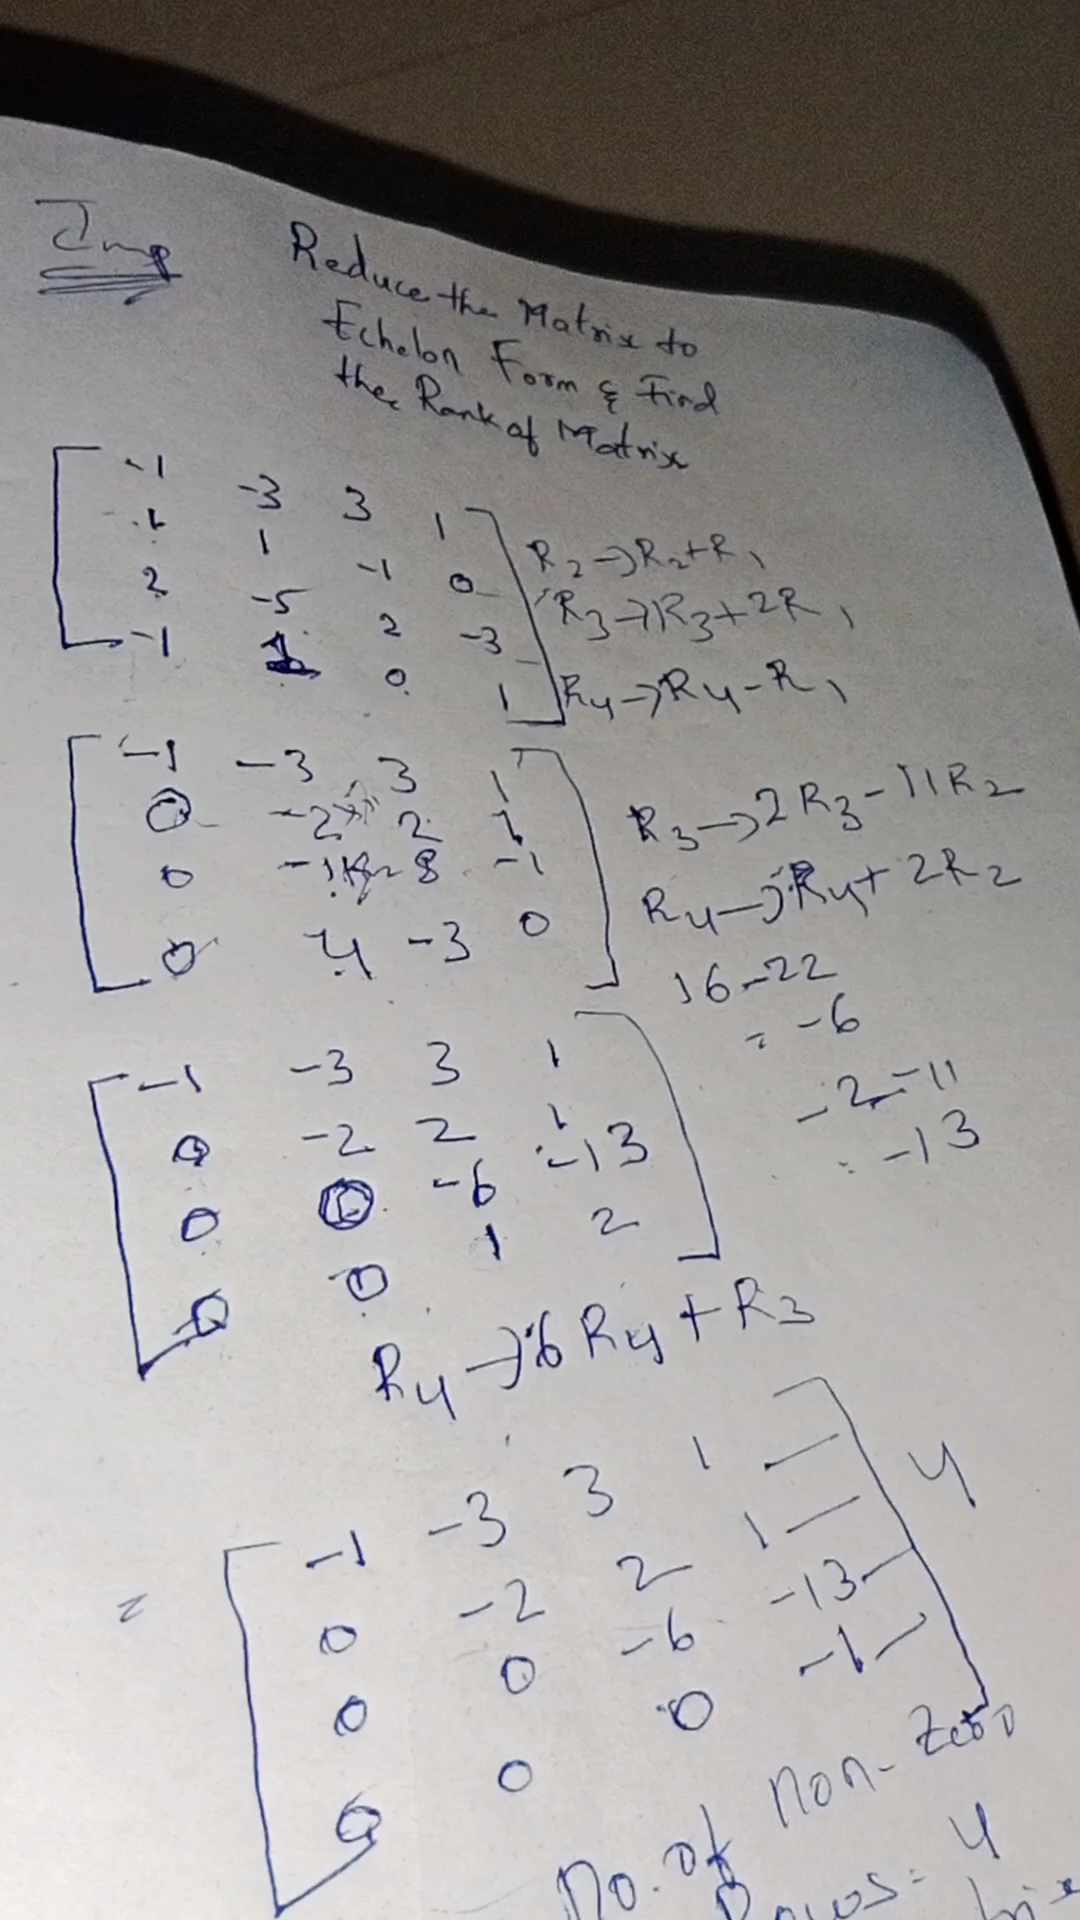 Imp
Reduce the Matrix to
Echelon Form & Find
the Rank of Matrix
-1 -3 3 1
1 1 -1 0 R2→R2+R1
2 -5 2 -3 R3→R3+2R1
-1 1 0 1 R4→R4-R1
-1 -3 3 1
0 -2 2 1 R3→2R3-11R2
0 -11 8 -1 R4→R4+2R2
0 4 -3 0
16-22
= -6
-2-11
= -13
-1 -3 3 1
0 -2 2 1
0 0 -6 -13
0 0 1 2
R4→6R4+R3
= -1 -3 3 1
0 -2 2 1
0 0 -6 -13
0 0 0 -1
4
No. of non-Zero
Rows = 4